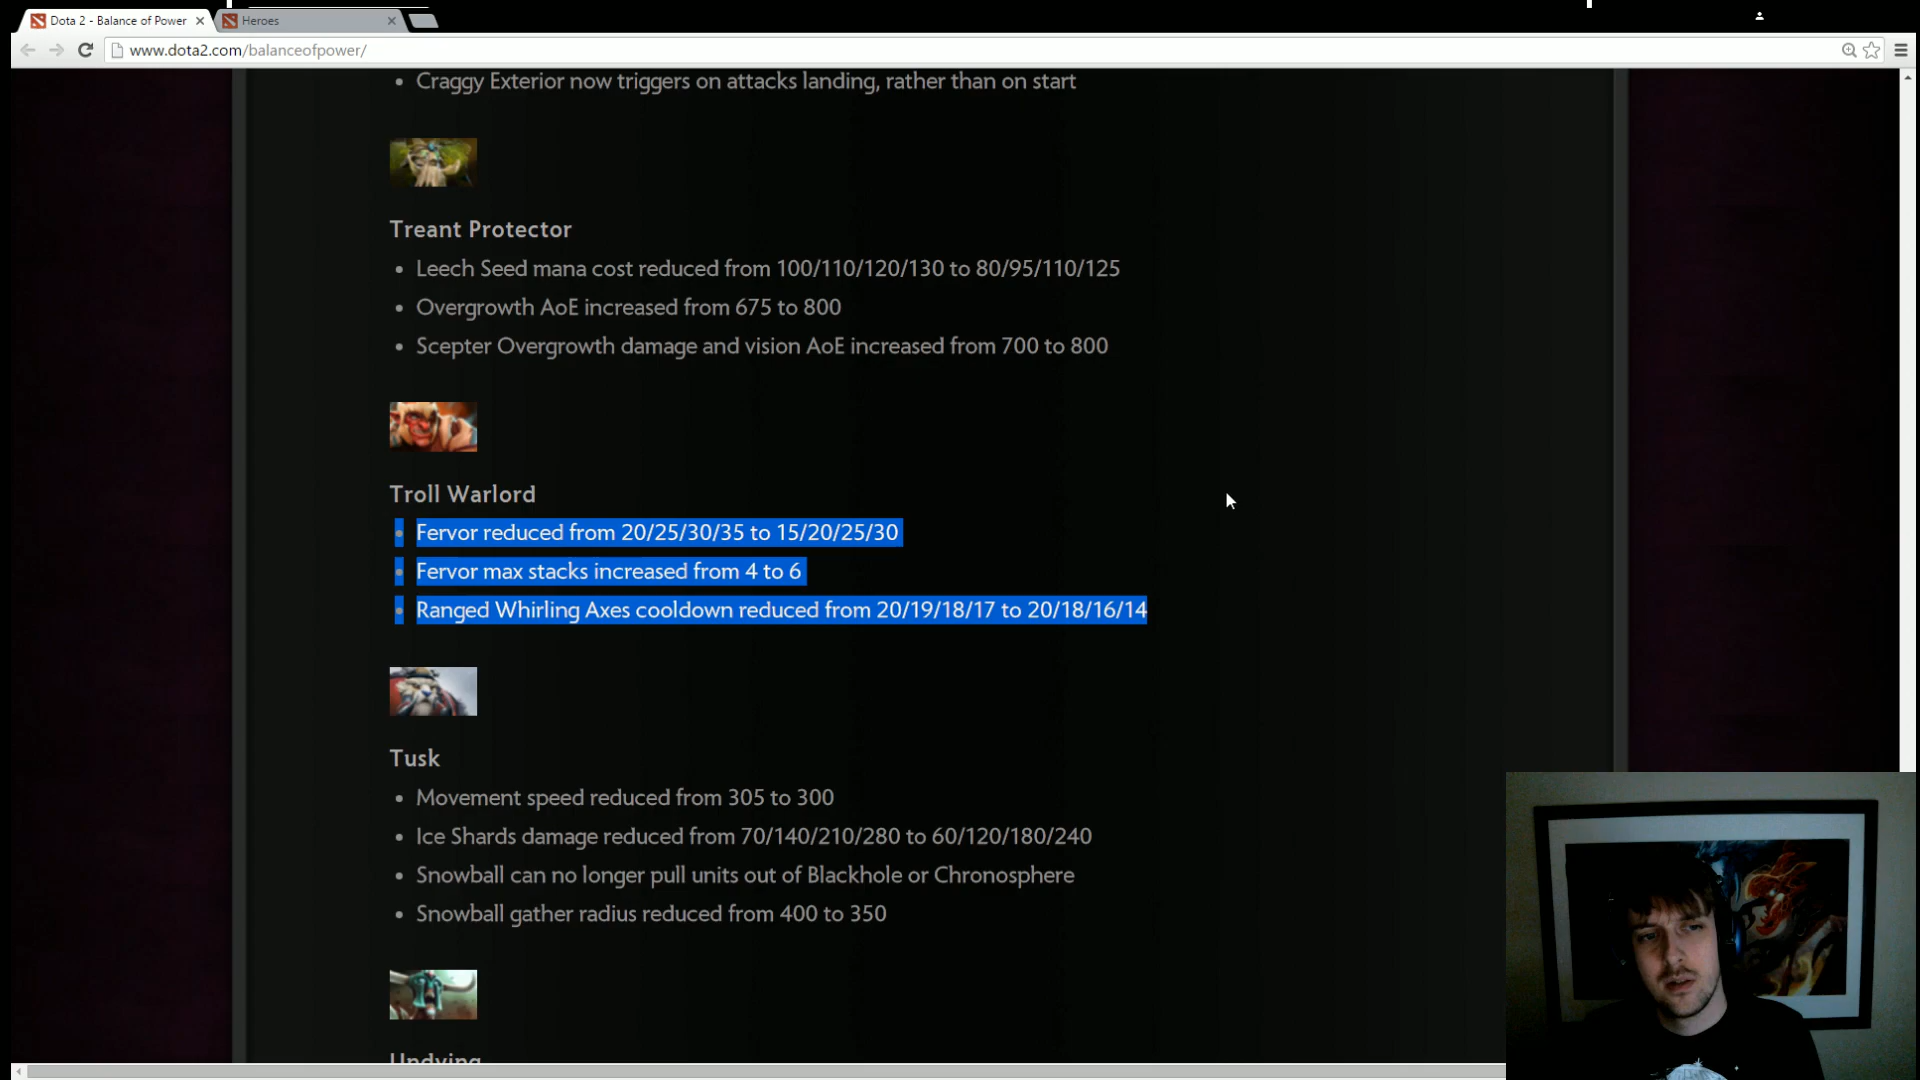 Dota 2 - Balance of Power
Heroes
www.dota2.com/balanceofpower/
Craggy Exterior now triggers on attacks landing, rather than on start
Treant Protector
Leech Seed mana cost reduced from 100/110/120/130 to 80/95/110/125
Overgrowth AoE increased from 675 to 800
Scepter Overgrowth damage and vision AoE increased from 700 to 800
Troll Warlord
Fervor reduced from 20/25/30/35 to 15/20/25/30
Fervor max stacks increased from 4 to 6
Ranged Whirling Axes cooldown reduced from 20/19/18/17 to 20/18/16/14
Tusk
Movement speed reduced from 305 to 300
Ice Shards damage reduced from 70/140/210/280 to 60/120/180/240
Snowball can no longer pull units out of Blackhole or Chronosphere
Snowball gather radius reduced from 400 to 350
Undying